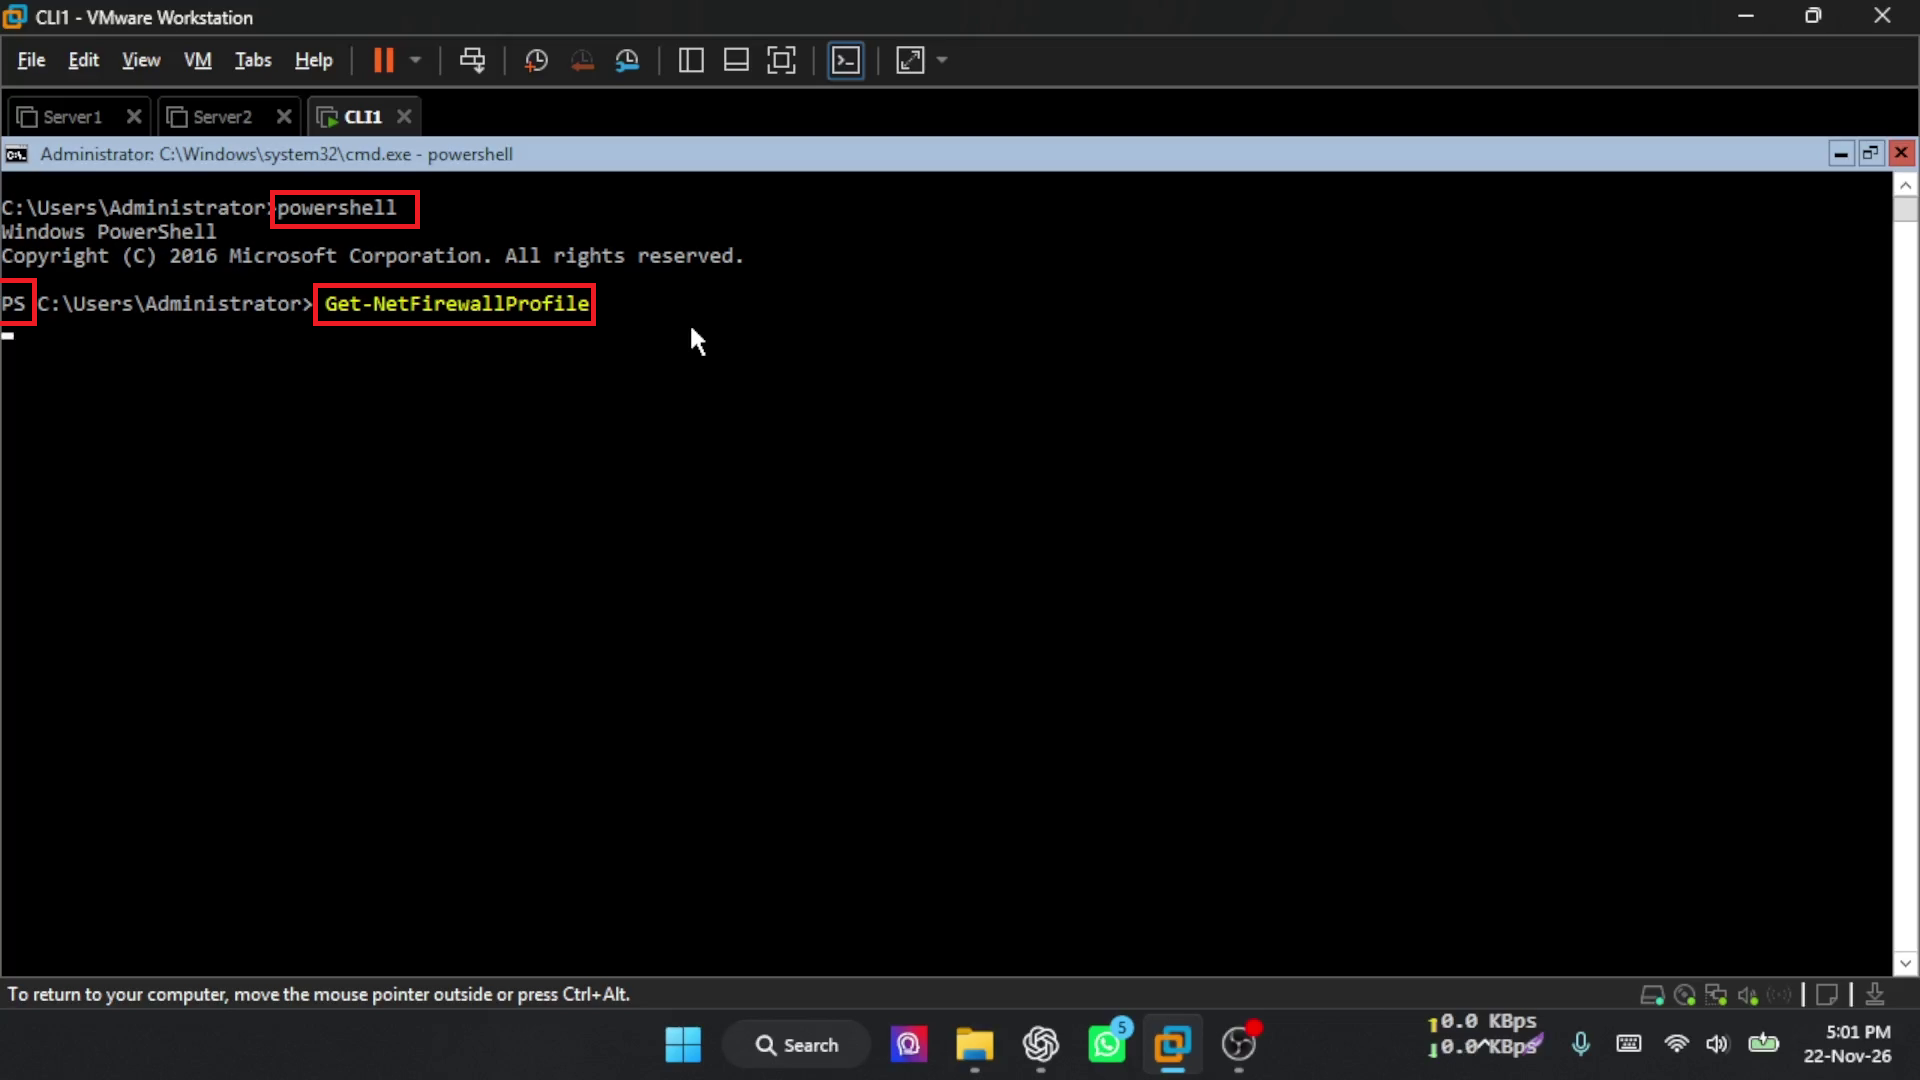 CLI1 - VMware Workstation
File Edit View VM Tabs Help
Server1 Server2 CLI1
Administrator: C:\Windows\system32\cmd.exe - powershell
C:\Users\Administrator>powershell
Windows PowerShell
Copyright (C) 2016 Microsoft Corporation. All rights reserved.
PS C:\Users\Administrator> Get-NetFirewallProfile
To return to your computer, move the mouse pointer outside or press Ctrl+Alt.
Search
5
0.0 KBps
0.0 KBps
5:01 PM
22-Nov-26